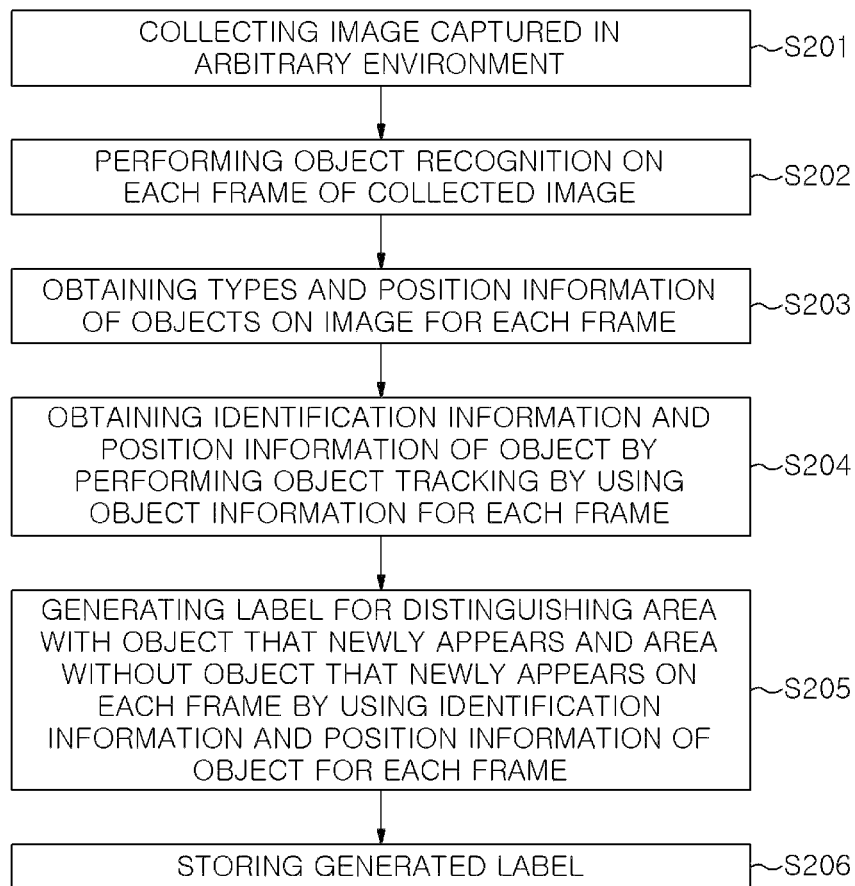 COLLECTING IMAGE CAPTURED IN
ARBITRARY ENVIRONMENT
S201
PERFORMING OBJECT RECOGNITION ON
EACH FRAME OF COLLECTED IMAGE
S202
OBTAINING TYPES AND POSITION INFORMATION
OF OBJECTS ON IMAGE FOR EACH FRAME
S203
OBTAINING IDENTIFICATION INFORMATION AND
POSITION INFORMATION OF OBJECT BY
PERFORMING OBJECT TRACKING BY USING
OBJECT INFORMATION FOR EACH FRAME
S204
GENERATING LABEL FOR DISTINGUISHING AREA
WITH OBJECT THAT NEWLY APPEARS AND AREA
WITHOUT OBJECT THAT NEWLY APPEARS ON
EACH FRAME BY USING IDENTIFICATION
INFORMATION AND POSITION INFORMATION OF
OBJECT FOR EACH FRAME
S205
STORING GENERATED LABEL
S206